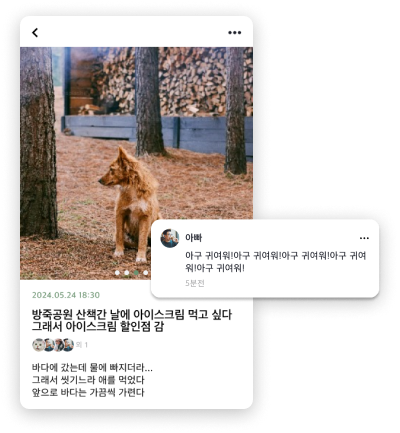 아빠
아구 귀여워!아구 귀여워!아구 귀여워!아구 귀여
워!아구 귀여워!
5분전
2024.05.24 18:30
방죽공원 산책간 날에 아이스크림 먹고 싶다
그래서 아이스크림 할인점 감
외 1
바다에 갔는데 물에 빠지더라...
그래서 씻기느라 애를 먹었다
앞으로 바다는 가끔씩 가련다